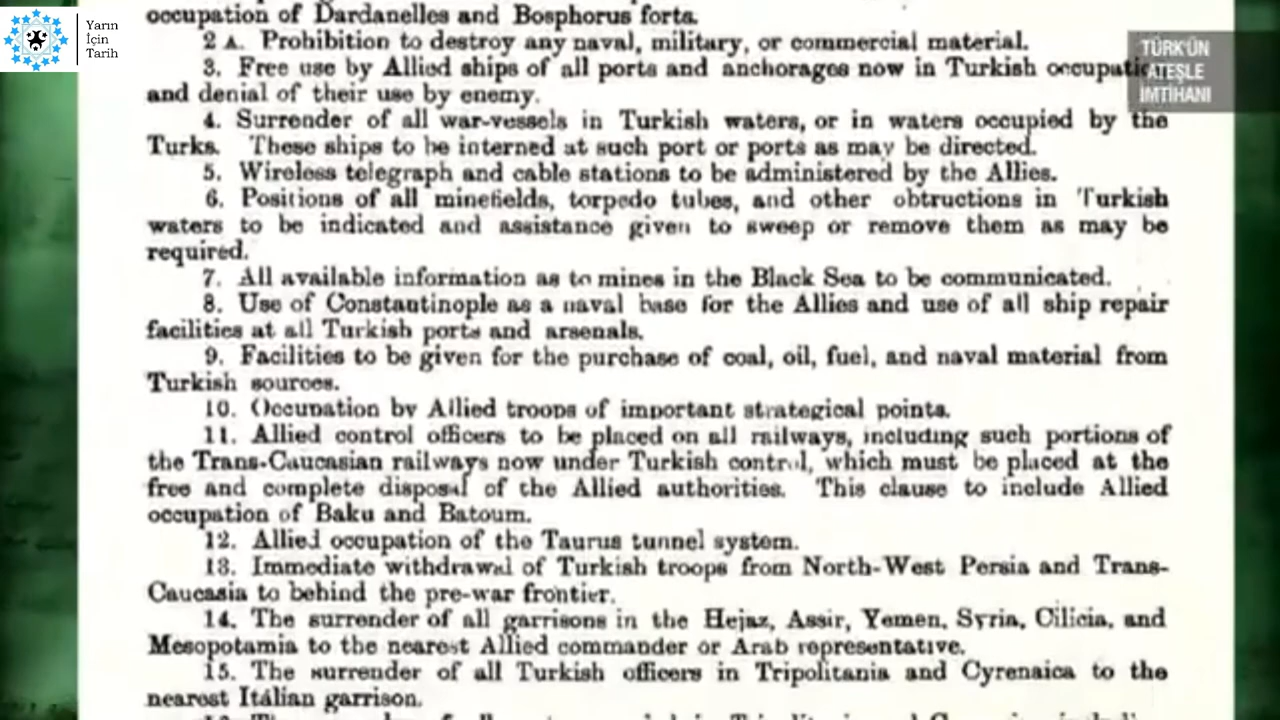 Yarın
İçin
Tarih
TÜRK'ÜN
ATEŞLE
İMTİHANI
occupation of Dardanelles and Bosphorus forts.
2 A. Prohibition to destroy any naval, military, or commercial material.
3. Free use by Allied ships of all ports and anchorages now in Turkish occupation
and denial of their use by enemy.
4. Surrender of all war-vessels in Turkish waters, or in waters occupied by the
Turks. These ships to be interned at such port or ports as may be directed.
5. Wireless telegraph and cable stations to be administered by the Allies.
6. Positions of all minefields, torpedo tubes, and other obtructions in Turkish
waters to be indicated and assistance given to sweep or remove them as may be
required.
7. All available information as to mines in the Black Sea to be communicated.
8. Use of Constantinople as a naval base for the Allies and use of all ship repair
facilities at all Turkish ports and arsenals.
9. Facilities to be given for the purchase of coal, oil, fuel, and naval material from
Turkish sources.
10. Occupation by Allied troops of important strategical points.
11. Allied control officers to be placed on all railways, including such portions of
the Trans-Caucasian railways now under Turkish control, which must be placed at the
free and complete disposal of the Allied authorities. This clause to include Allied
occupation of Baku and Batoum.
12. Allied occupation of the Taurus tunnel system.
13. Immediate withdrawal of Turkish troops from North-West Persia and Trans-
Caucasia to behind the pre-war frontier.
14. The surrender of all garrisons in the Hejaz, Assir, Yemen, Syria, Cilicia, and
Mesopotamia to the nearest Allied commander or Arab representative.
15. The surrender of all Turkish officers in Tripolitania and Cyrenaica to the
nearest Italian garrison.